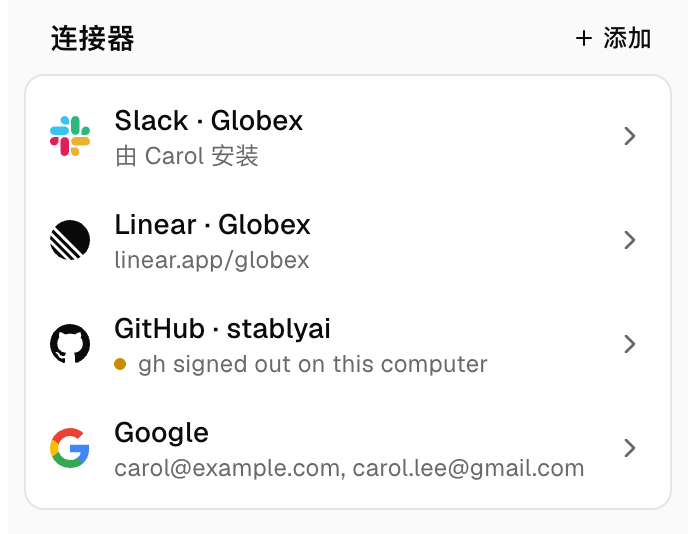 连接器
+ 添加
Slack · Globex
由 Carol 安装
Linear · Globex
linear.app/globex
GitHub · stablyai
gh signed out on this computer
Google
carol@example.com, carol.lee@gmail.com